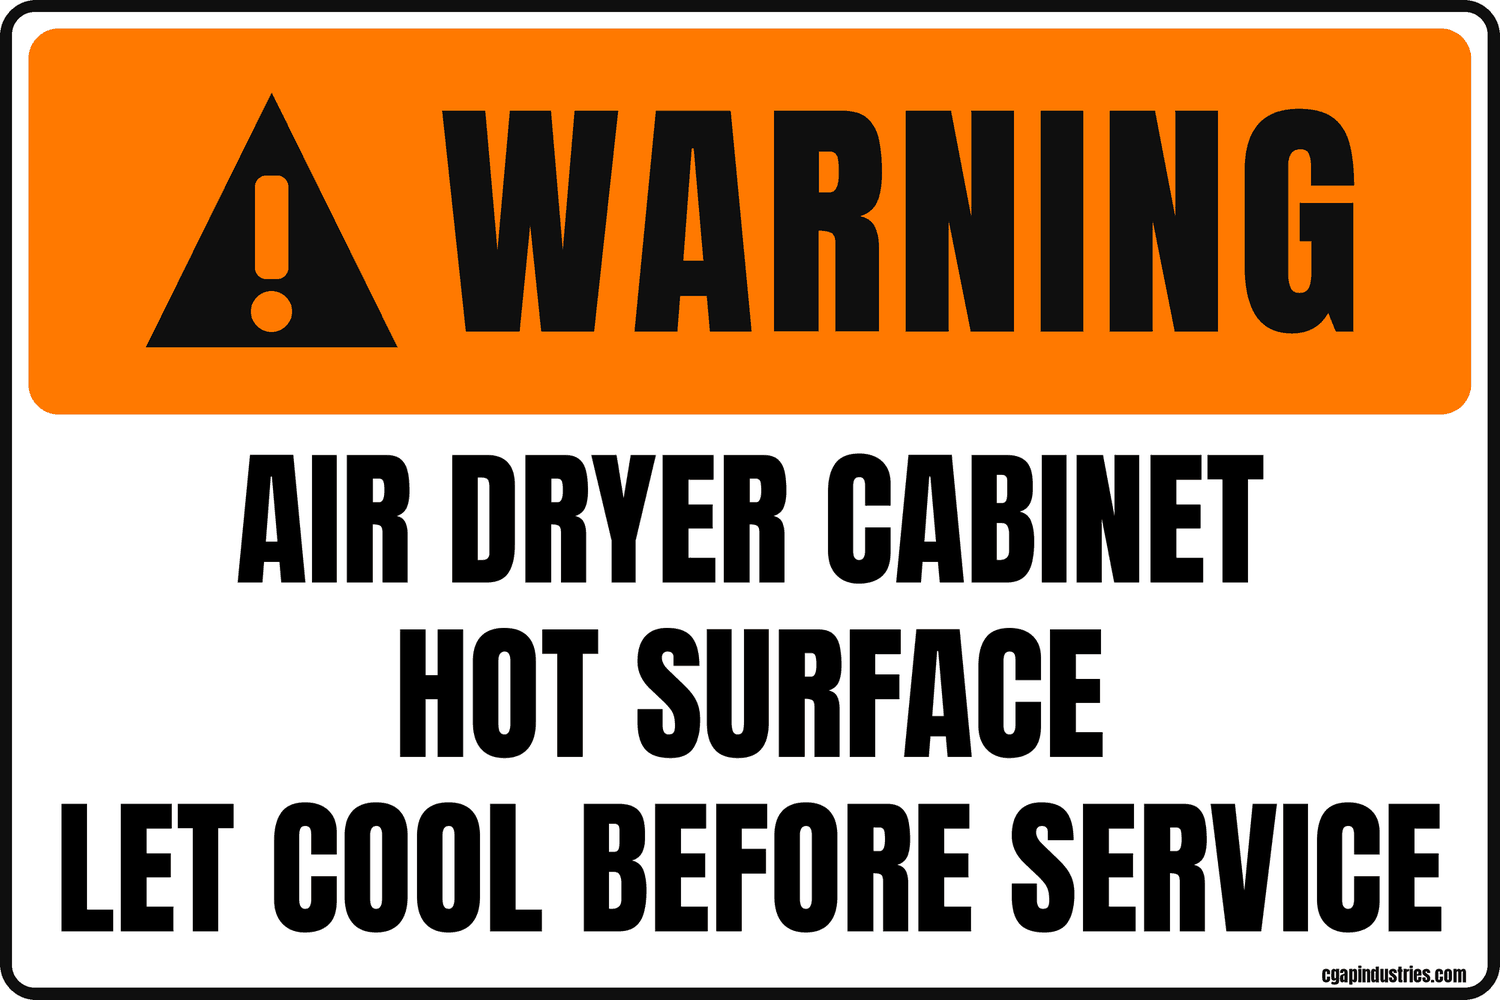 WARNING
AIR DRYER CABINET
HOT SURFACE
LET COOL BEFORE SERVICE
cgapindustries.com